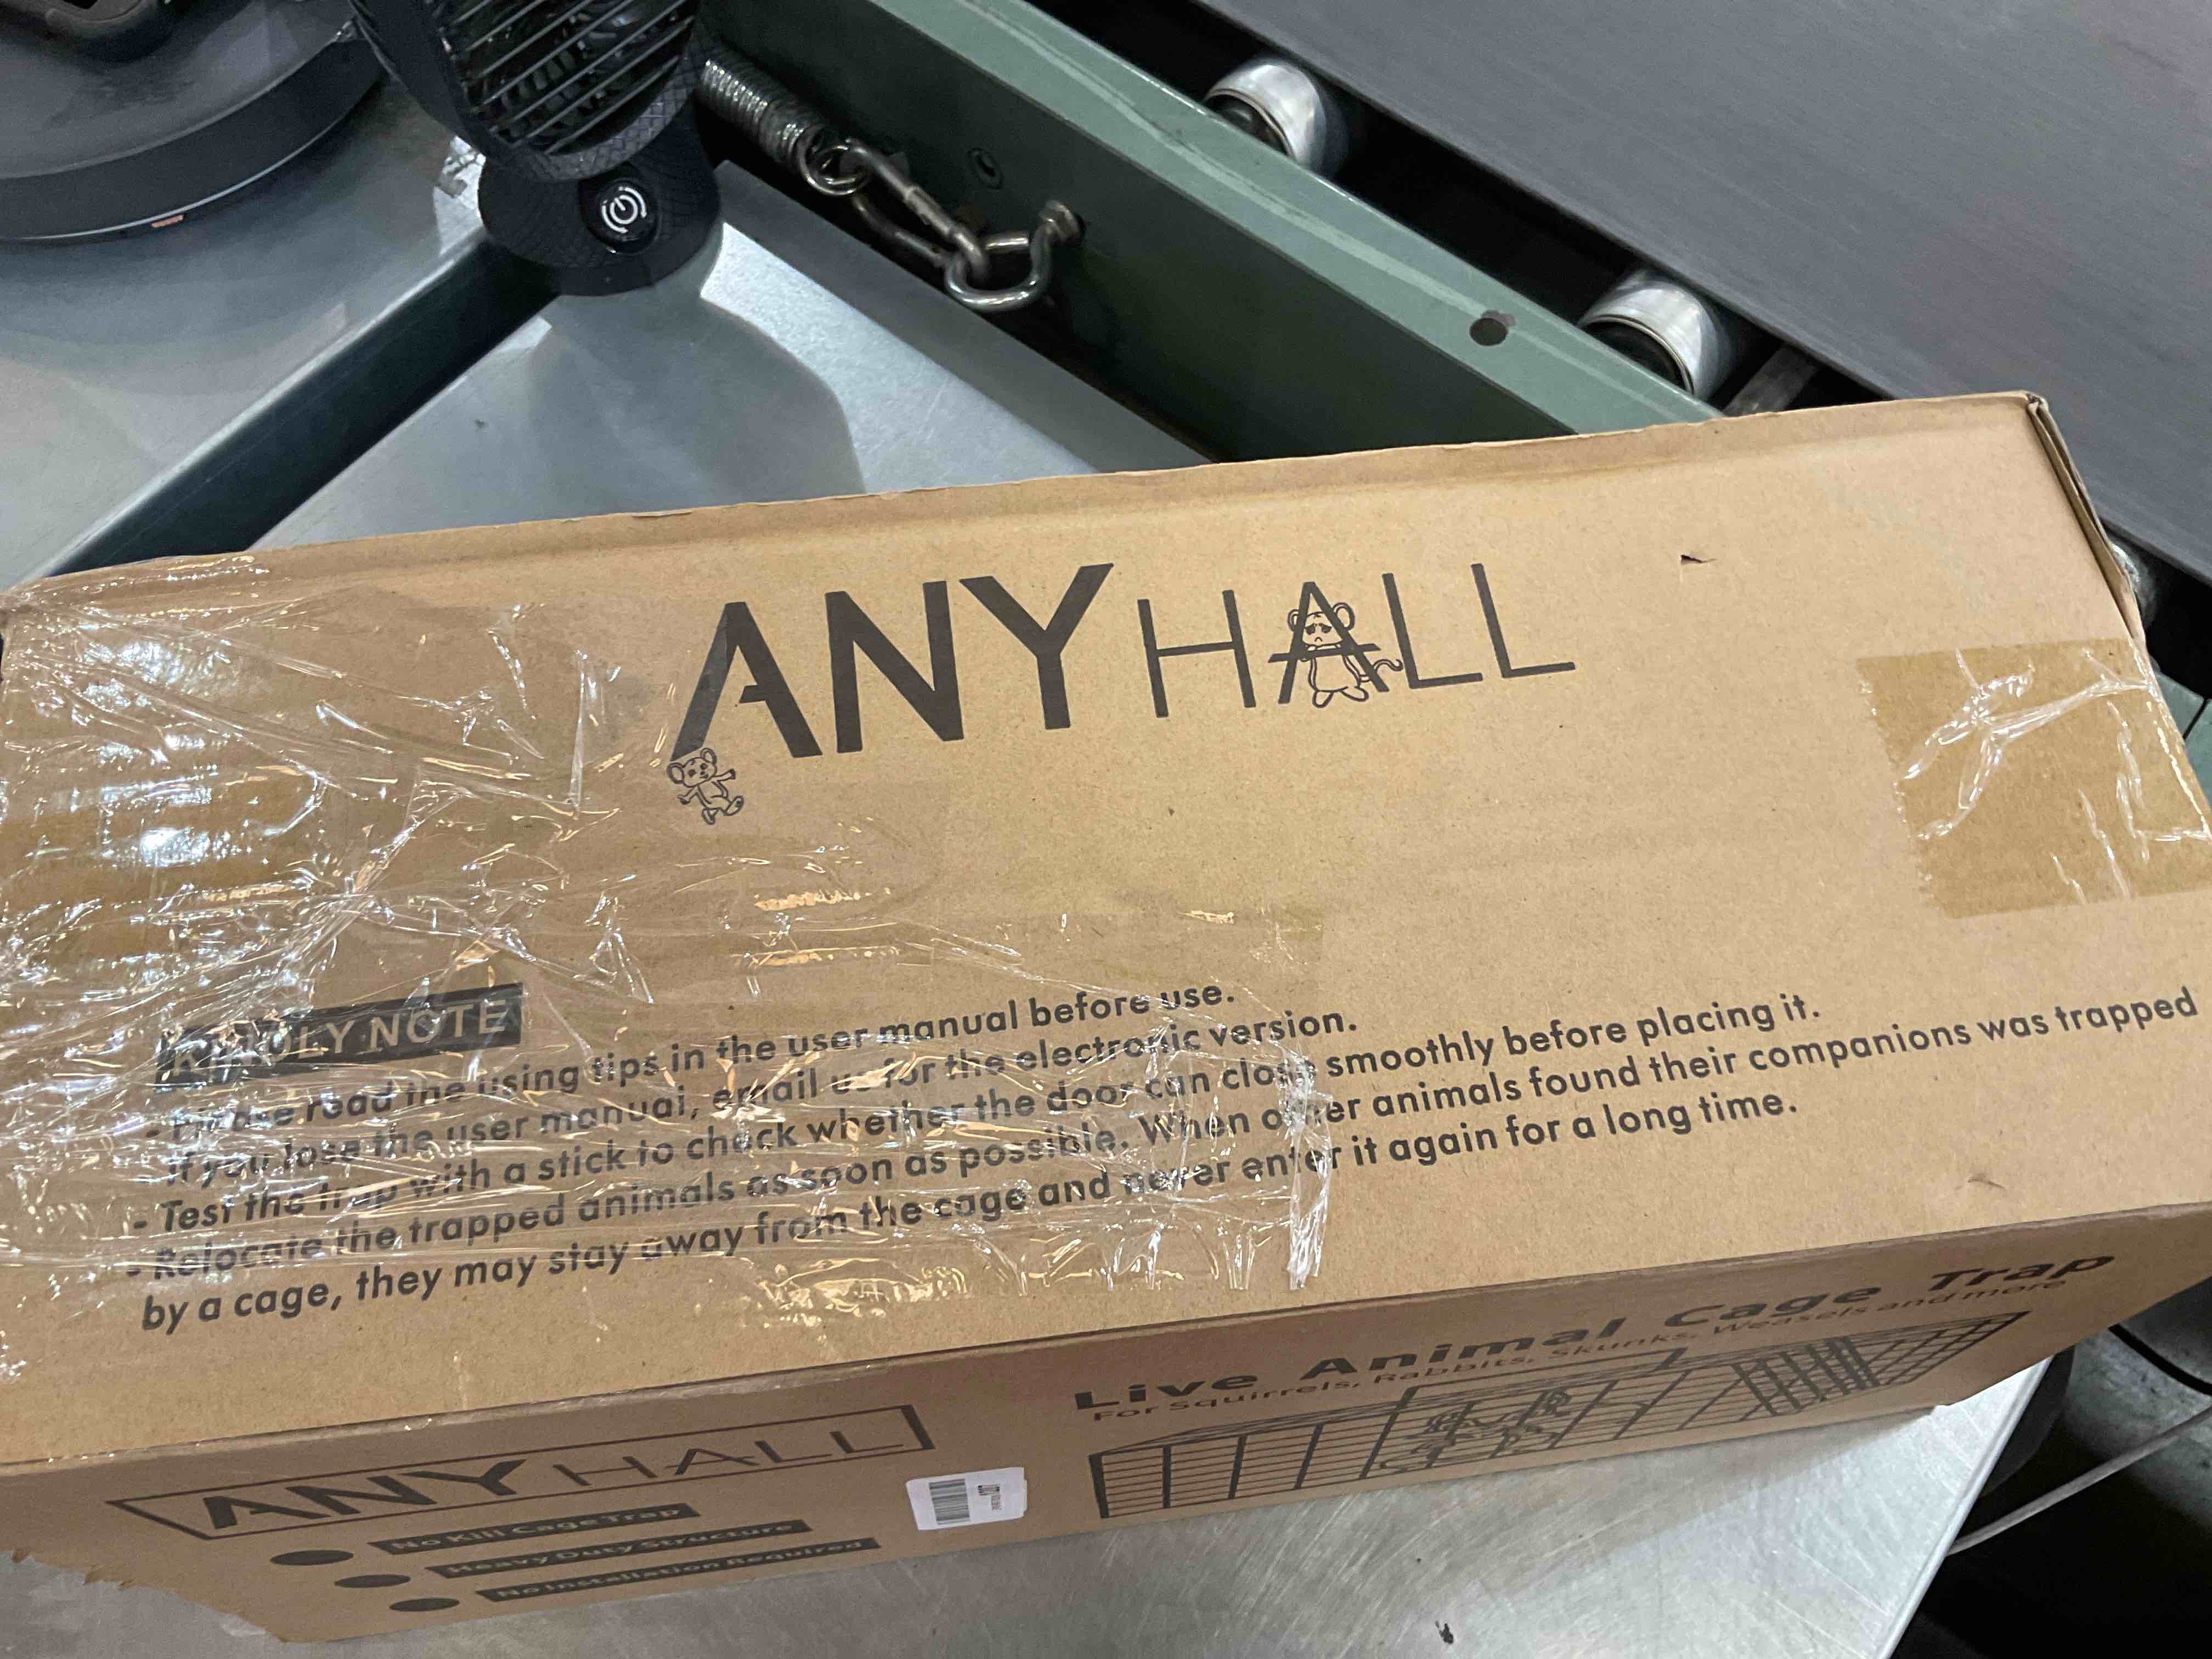 ANYHALL
KINDLY NOTE
- Please read the using tips in the user manual before use.
- If you lose the user manual, email us for the electronic version.
- Test the trap with a stick to check whether the door can close smoothly before placing it.
- Relocate the trapped animals as soon as possible. When other animals found their companions was trapped
by a cage, they may stay away from the cage and never enter it again for a long time.
Live Animal Cage Trap
For Squirrels, Rabbits, Skunks, Weasels and more
ANYHALL
No Kill Cage Trap
Heavy Duty Structure
No Installation Required